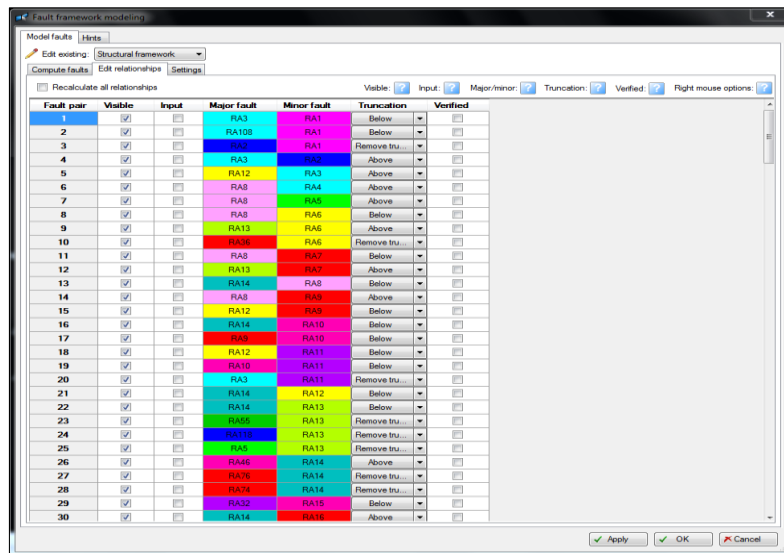 Fault framework modeling
Model faults Hints
Edit existing: Structural framework
Compute faults Edit relationships Settings
Recalculate all relationships Visible: ? Input: ? Major/minor: ? Truncation: ? Verified: ? Right mouse options: ?
Fault pair Visible Input Major fault Minor fault Truncation Verified
1 RA3 RA1 Below
2 RA108 RA1 Below
3 RA2 RA1 Remove tru...
4 RA3 RA2 Above
5 RA12 RA3 Above
6 RA8 RA4 Above
7 RA8 RA5 Above
8 RA8 RA6 Below
9 RA13 RA6 Above
10 RA36 RA6 Remove tru...
11 RA8 RA7 Below
12 RA13 RA7 Above
13 RA14 RA8 Below
14 RA8 RA9 Above
15 RA12 RA9 Below
16 RA14 RA10 Below
17 RA9 RA10 Below
18 RA12 RA11 Below
19 RA10 RA11 Below
20 RA3 RA11 Remove tru...
21 RA14 RA12 Below
22 RA14 RA13 Below
23 RA55 RA13 Remove tru...
24 RA13 Remove tru...
25 RA5 RA13 Remove tru...
26 RA46 RA14 Above
27 RA76 RA14 Remove tru...
28 RA74 RA14 Remove tru...
29 RA32 RA15 Below
30 RA14 RA16 Above
Apply OK Cancel